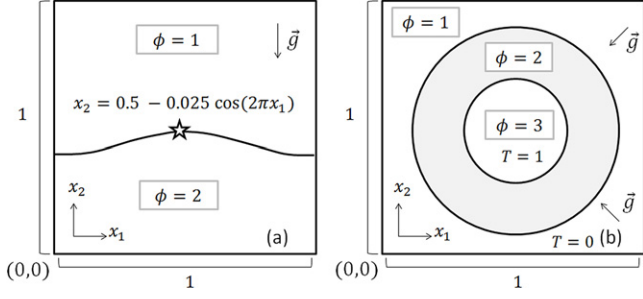 ϕ = 1
g⃗
x₂ = 0.5 − 0.025 cos(2πx₁)
1
ϕ = 2
x₂
x₁
(a)
(0,0)
1
ϕ = 1
g⃗
ϕ = 2
1
ϕ = 3
T = 1
x₂
g⃗
x₁
T = 0
(b)
(0,0)
1